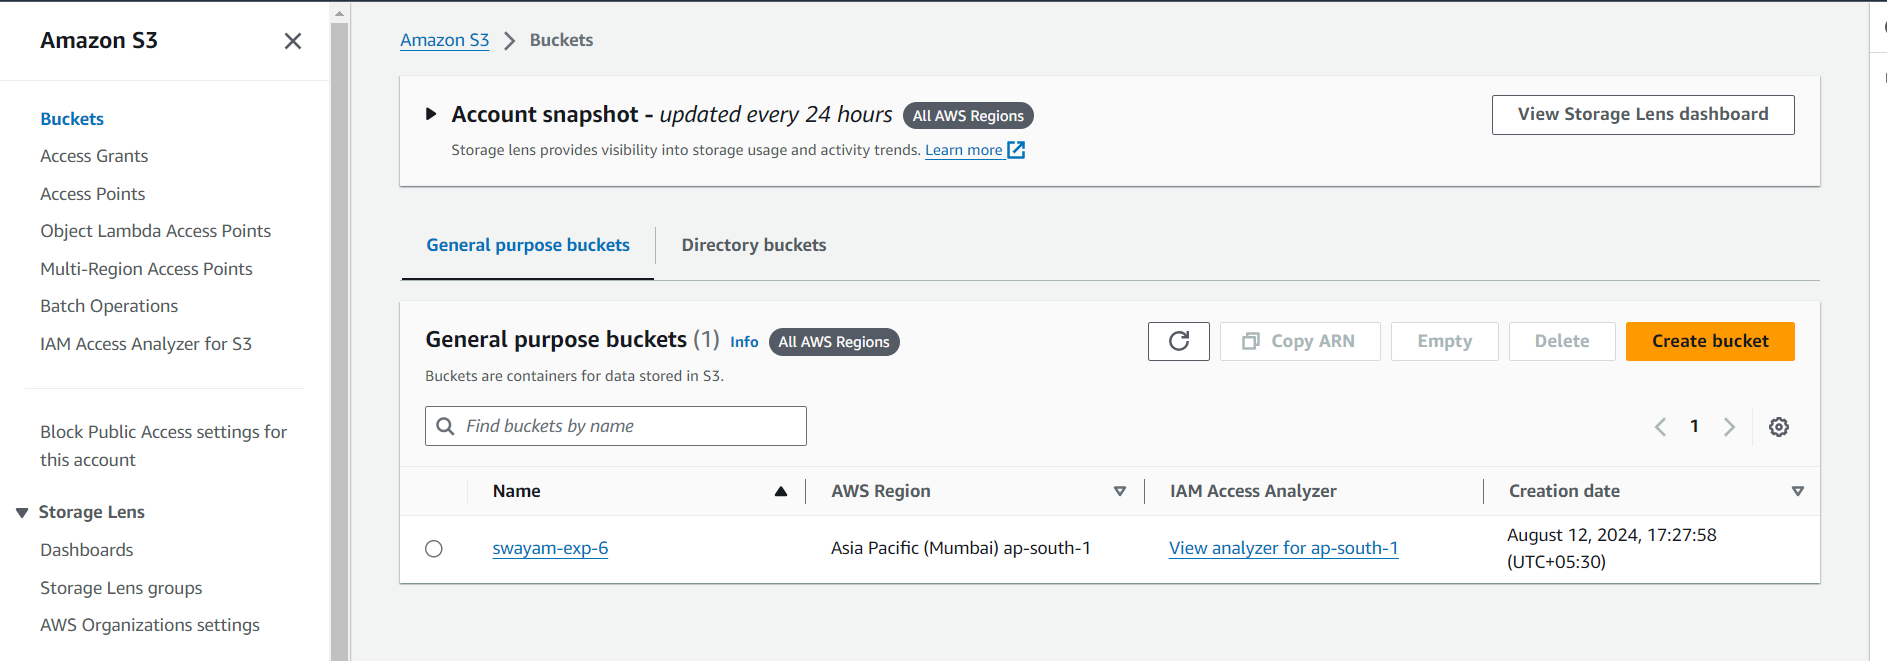 Amazon S3
Buckets
Access Grants
Access Points
Object Lambda Access Points
Multi-Region Access Points
Batch Operations
IAM Access Analyzer for S3
Block Public Access settings for
this account
Storage Lens
Dashboards
Storage Lens groups
AWS Organizations settings
Amazon S3 Buckets
Account snapshot - updated every 24 hours All AWS Regions
Storage lens provides visibility into storage usage and activity trends. Learn more
View Storage Lens dashboard
General purpose buckets Directory buckets
General purpose buckets (1) Info All AWS Regions
Buckets are containers for data stored in S3.
Copy ARN Empty Delete Create bucket
Find buckets by name
1
Name AWS Region IAM Access Analyzer Creation date
swayam-exp-6 Asia Pacific (Mumbai) ap-south-1 View analyzer for ap-south-1 August 12, 2024, 17:27:58
(UTC+05:30)